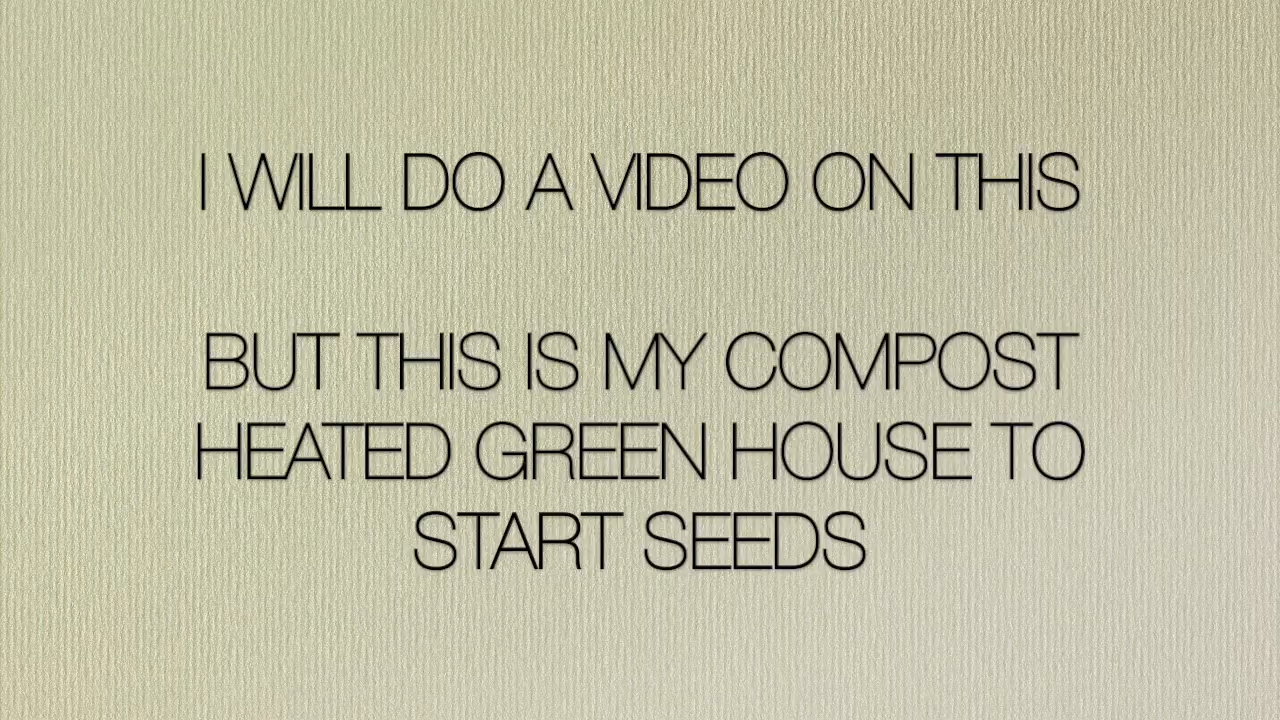 I WILL DO A VIDEO ON THIS
BUT THIS IS MY COMPOST
HEATED GREEN HOUSE TO
START SEEDS